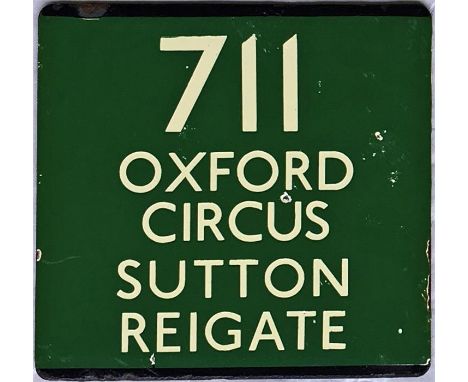 711
OXFORD
CIRCUS
SUTTON
REIGATE